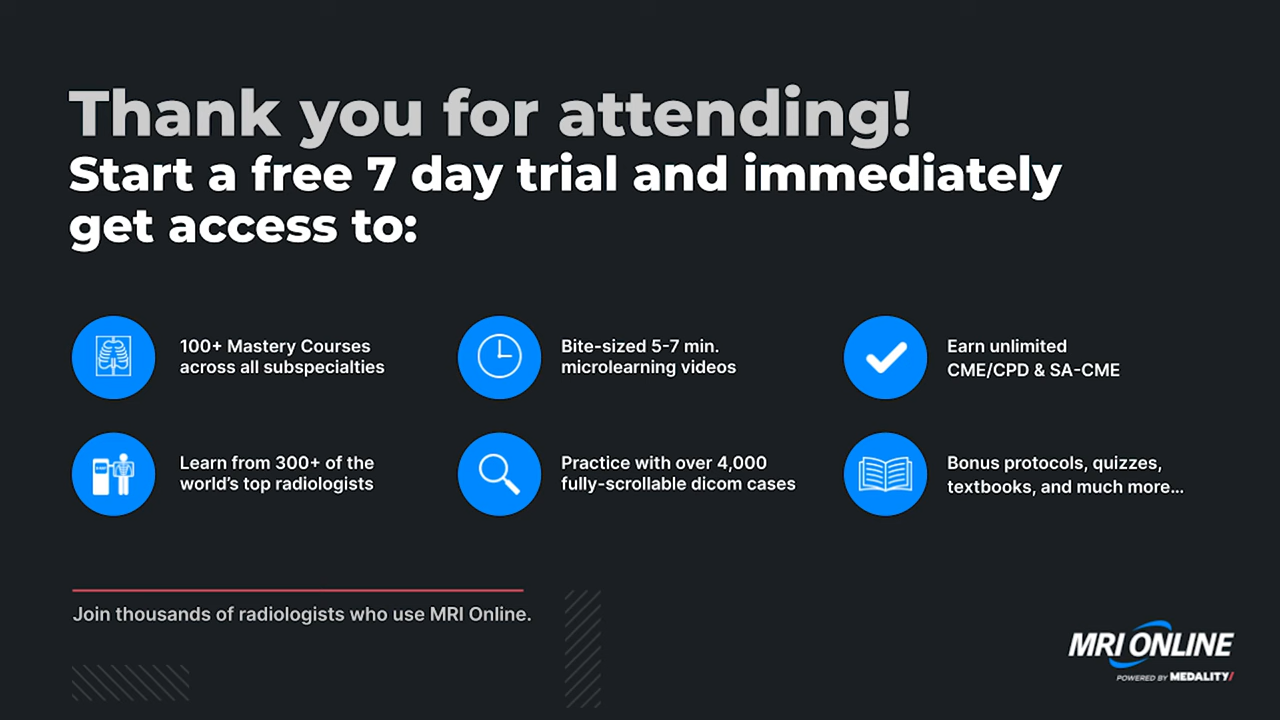 Thank you for attending!
Start a free 7 day trial and immediately
get access to:
100+ Mastery Courses
across all subspecialties
Bite-sized 5-7 min.
microlearning videos
Earn unlimited
CME/CPD & SA-CME
Learn from 300+ of the
world's top radiologists
Practice with over 4,000
fully-scrollable dicom cases
Bonus protocols, quizzes,
textbooks, and much more...
Join thousands of radiologists who use MRI Online.
MRI ONLINE
POWERED BY MEDALITY/